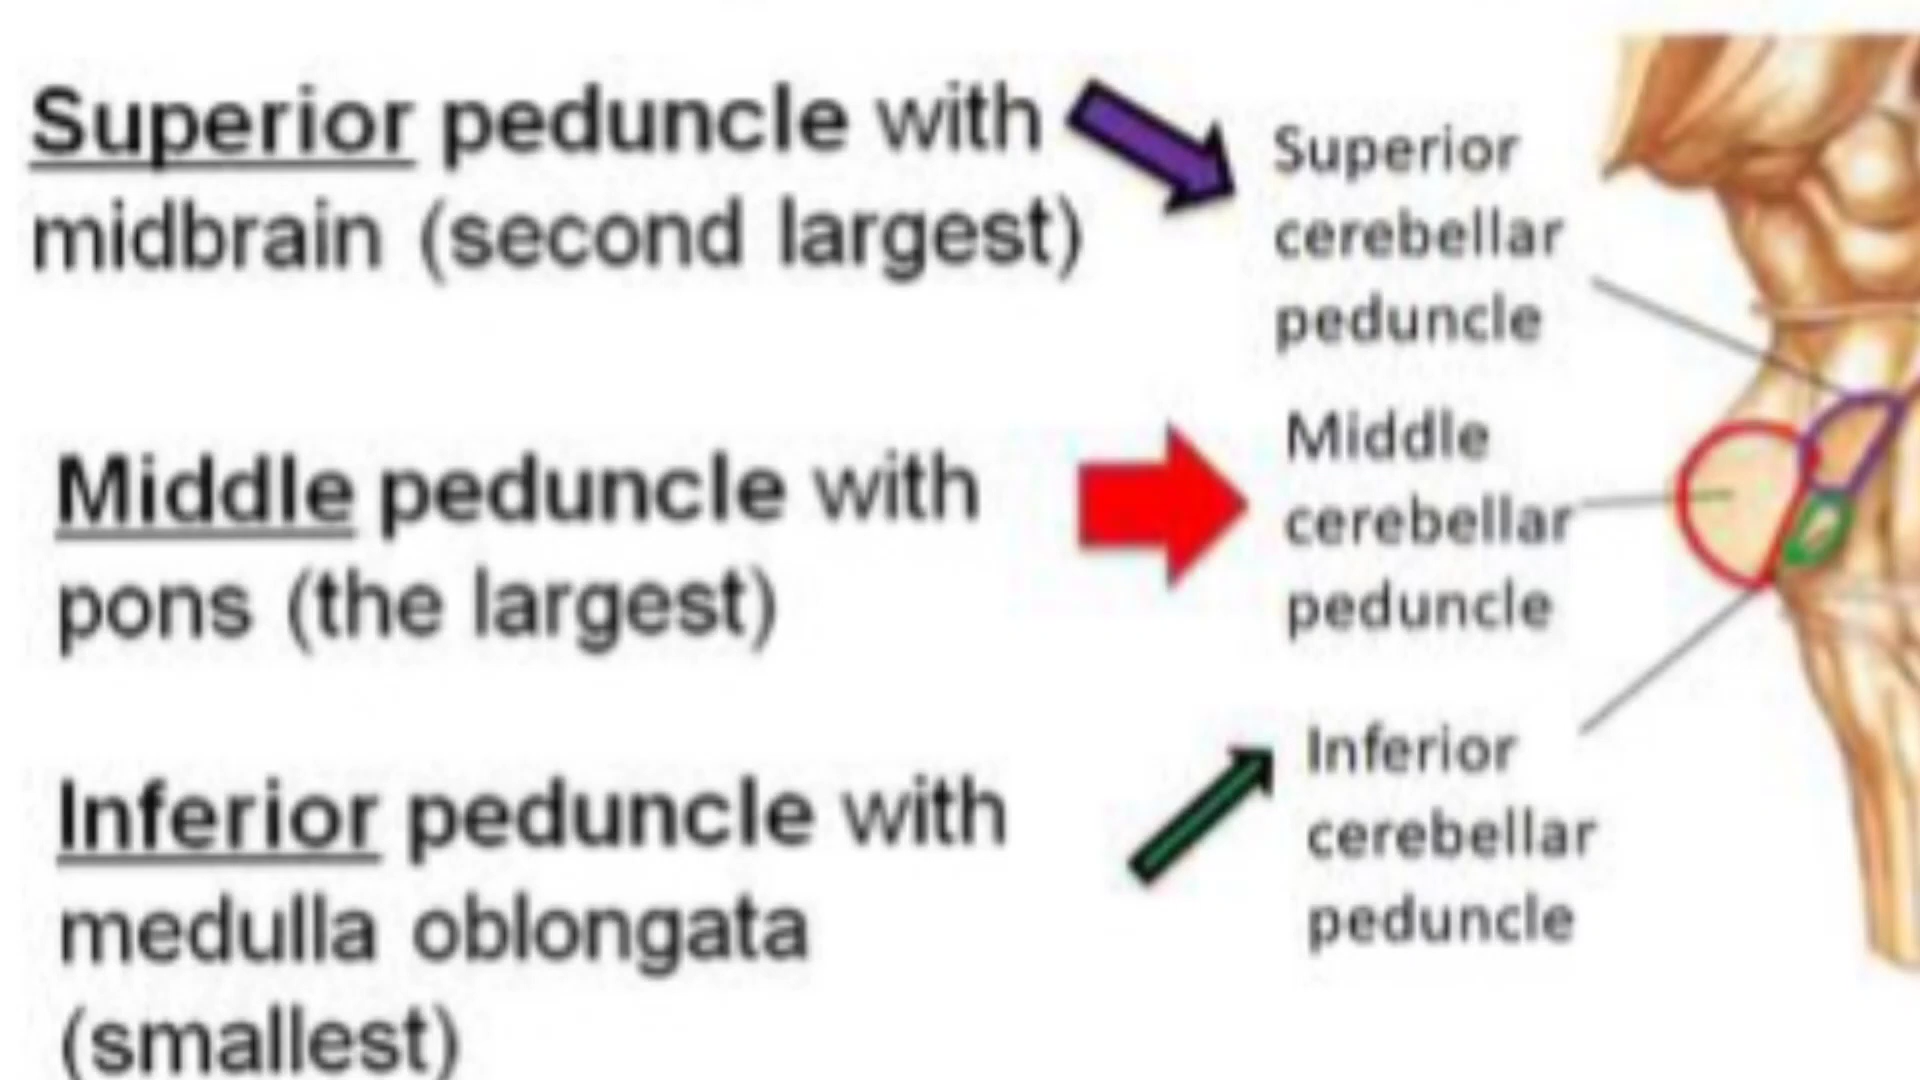 Superior peduncle with
midbrain (second largest)
Middle peduncle with
pons (the largest)
Inferior peduncle with
medulla oblongata
(smallest)
Superior
cerebellar
peduncle
Middle
cerebellar
peduncle
Inferior
cerebellar
peduncle